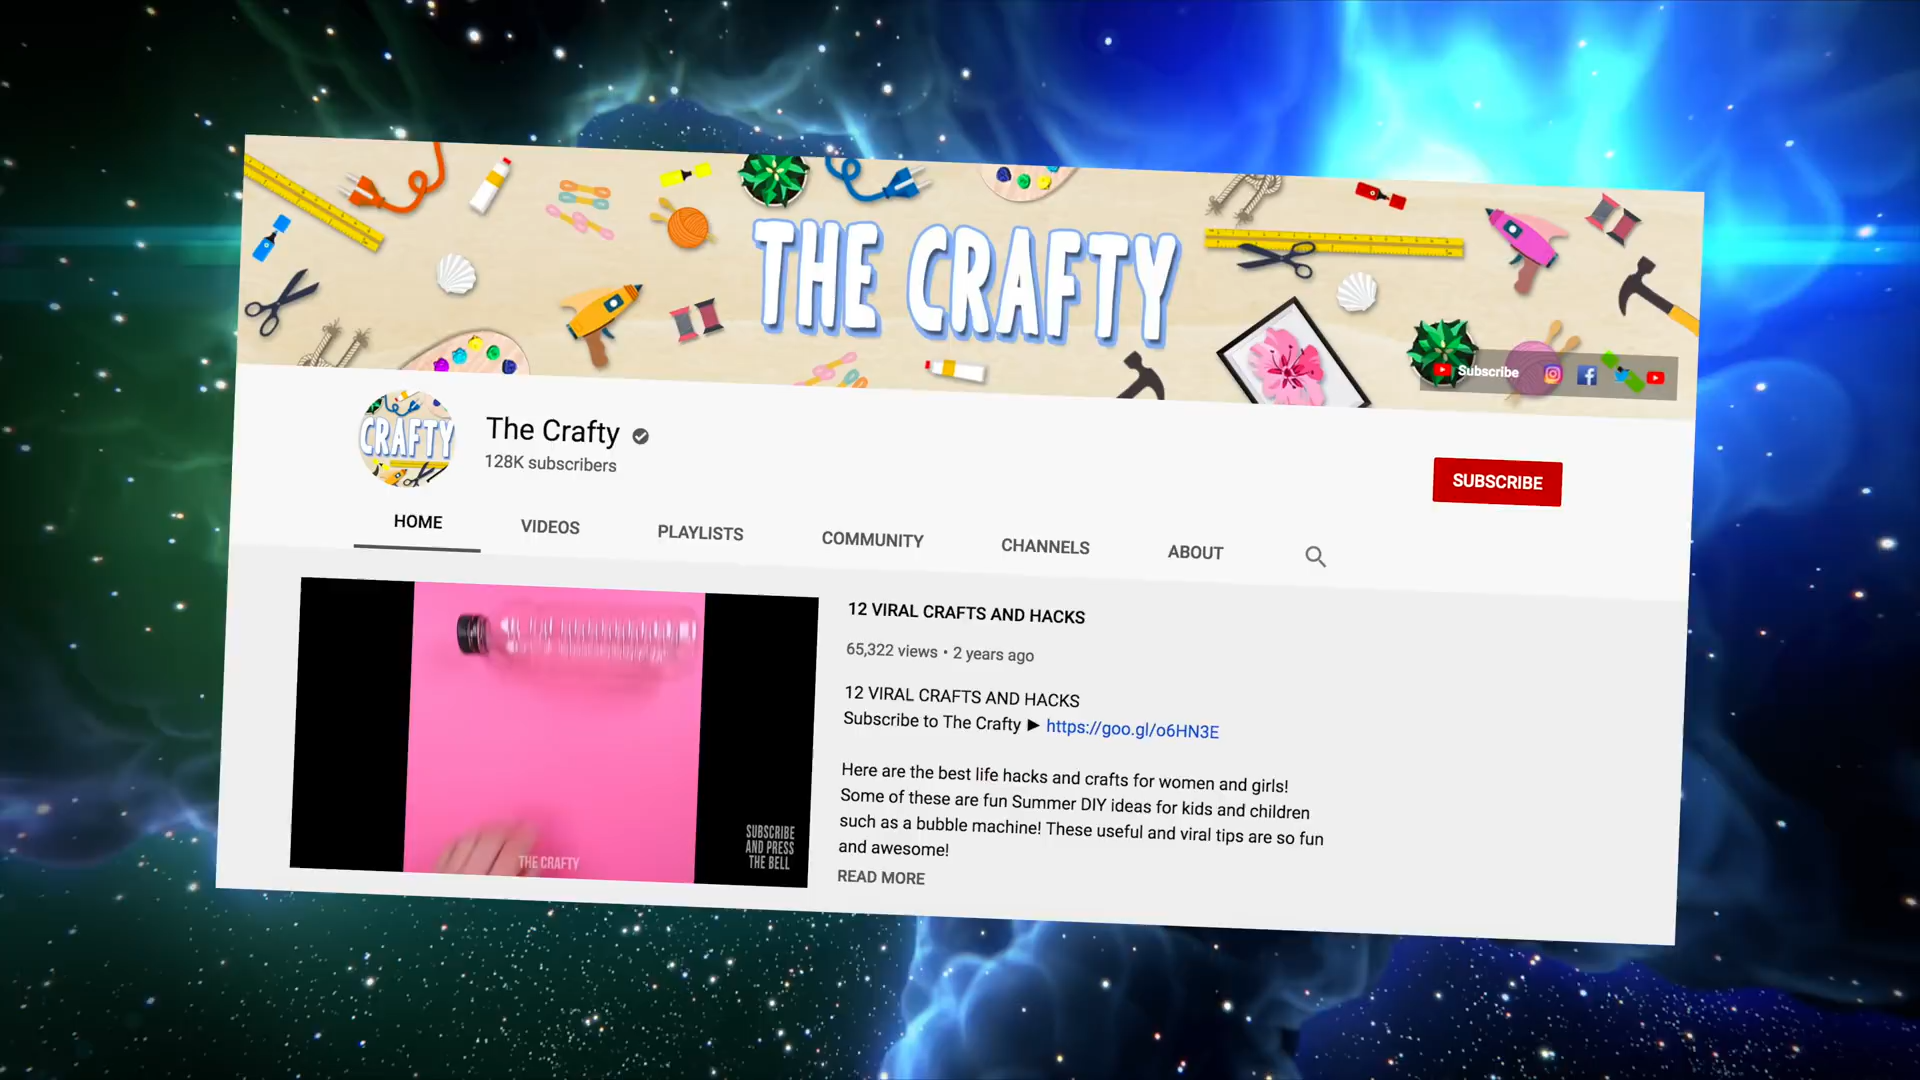 THE CRAFTY
Subscribe
CRAFTY
The Crafty
128K subscribers
SUBSCRIBE
HOME
VIDEOS
PLAYLISTS
COMMUNITY
CHANNELS
ABOUT
12 VIRAL CRAFTS AND HACKS
65,322 views • 2 years ago
12 VIRAL CRAFTS AND HACKS
Subscribe to The Crafty ► https://goo.gl/o6HN3E
Here are the best life hacks and crafts for women and girls!
Some of these are fun Summer DIY ideas for kids and children
such as a bubble machine! These useful and viral tips are so fun
and awesome!
READ MORE
SUBSCRIBE
AND PRESS
THE BELL
THE CRAFTY